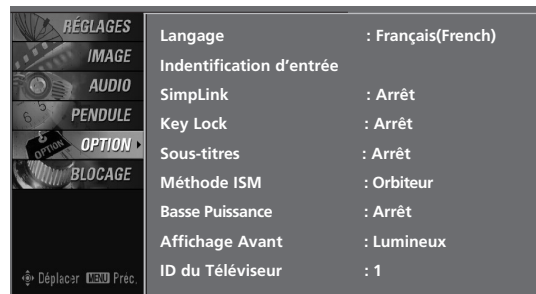 RÉGLAGES
IMAGE
AUDIO
PENDULE
OPTION
BLOCAGE
Déplacer MENU Préc.
Langage : Français(French)
Indentification d'entrée
SimpLink : Arrêt
Key Lock : Arrêt
Sous-titres : Arrêt
Méthode ISM : Orbiteur
Basse Puissance : Arrêt
Affichage Avant : Lumineux
ID du Téléviseur : 1